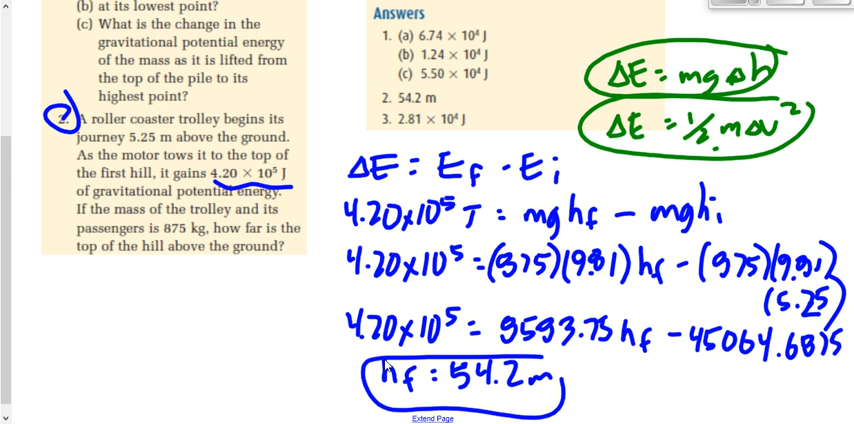 (b) at its lowest point?
(c) What is the change in the
gravitational potential energy
of the mass as it is lifted from
the top of the pile to its
highest point?
2. A roller coaster trolley begins its
journey 5.25 m above the ground.
As the motor tows it to the top of
the first hill, it gains 4.20 × 10⁵ J
of gravitational potential energy.
If the mass of the trolley and its
passengers is 875 kg, how far is the
top of the hill above the ground?
Answers
1. (a) 6.74 × 10⁴ J
(b) 1.24 × 10⁴ J
(c) 5.50 × 10⁴ J
2. 54.2 m
3. 2.81 × 10⁴ J
ΔE = mgΔh
ΔE = ½ mΔv²
ΔE = Ef - Ei
4.20×10⁵ J = mghf - mghi
4.20×10⁵ = (875)(9.81) hf - (875)(9.81)
(5.25)
4.20×10⁵ = 8583.75 hf - 45064.6875
hf = 54.2m
Extend Page